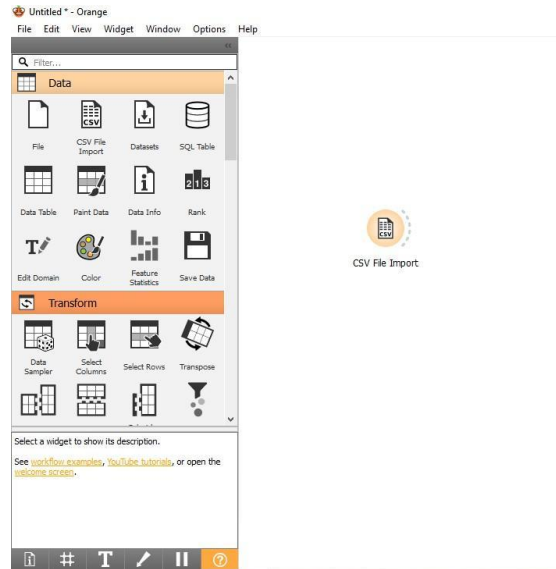 Untitled * - Orange
File Edit View Widget Window Options Help
Filter...
Data
File CSV File Import Datasets SQL Table
Data Table Paint Data Data Info Rank
Edit Domain Color Feature Statistics Save Data
Transform
Data Sampler Select Columns Select Rows Transpose
Select a widget to show its description.
See workflow examples, YouTube tutorials, or open the
welcome screen.
CSV File Import